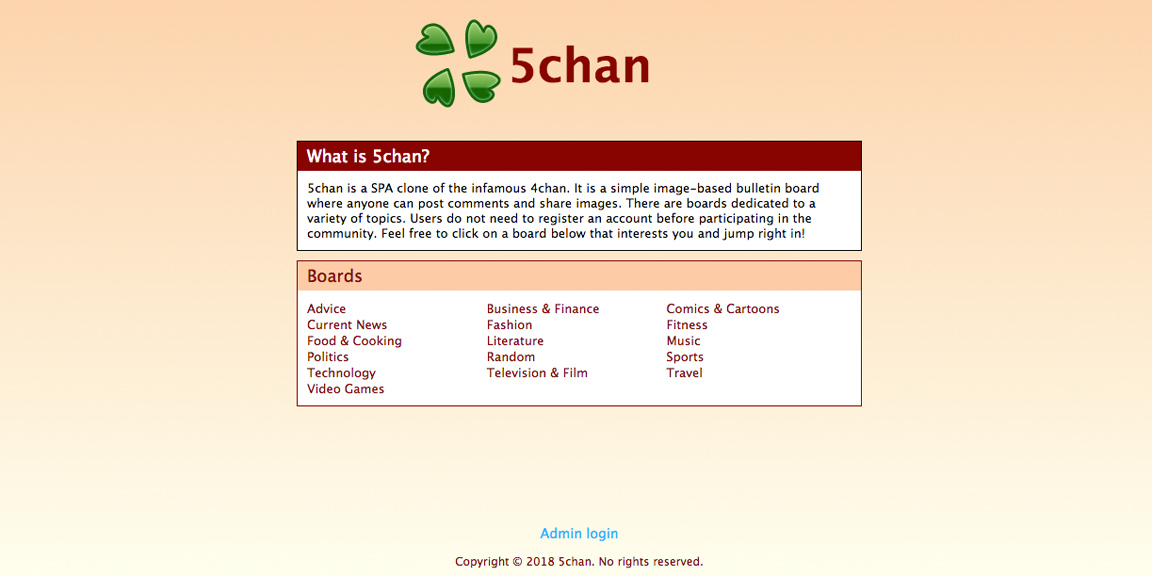 5chan
What is 5chan?
5chan is a SPA clone of the infamous 4chan. It is a simple image-based bulletin board
where anyone can post comments and share images. There are boards dedicated to a
variety of topics. Users do not need to register an account before participating in the
community. Feel free to click on a board below that interests you and jump right in!
Boards
Advice Business & Finance Comics & Cartoons
Current News Fashion Fitness
Food & Cooking Literature Music
Politics Random Sports
Technology Television & Film Travel
Video Games
Admin login
Copyright © 2018 5chan. No rights reserved.